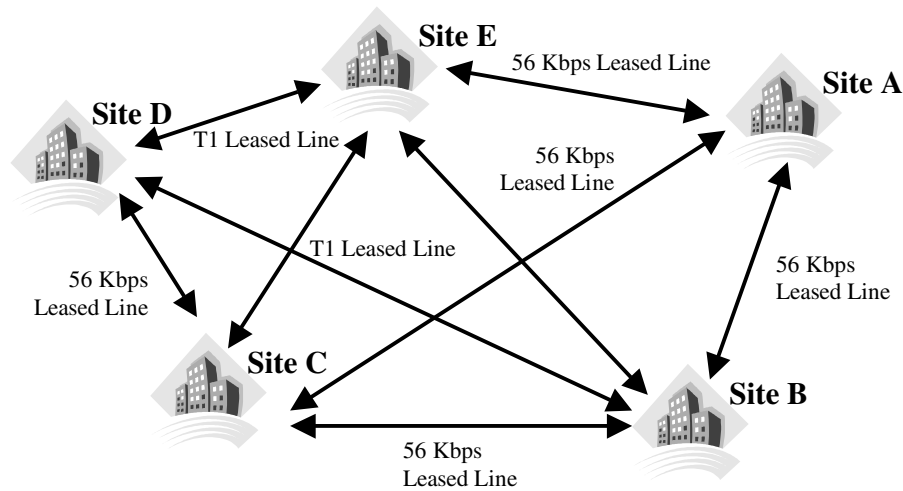 Site E
56 Kbps Leased Line
Site A
Site D
T1 Leased Line
56 Kbps
Leased Line
T1 Leased Line
56 Kbps
Leased Line
56 Kbps
Leased Line
Site C
Site B
56 Kbps
Leased Line